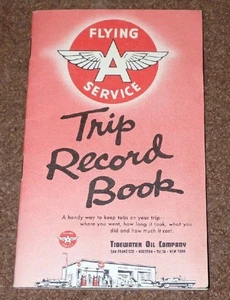 FLYING
A
SERVICE
Trip
Record
Book
A handy way to keep tabs on your trip—
where you went, how long it took, what you
did and how much it cost.
TIDEWATER OIL COMPANY
SAN FRANCISCO • HOUSTON • TULSA • NEW YORK